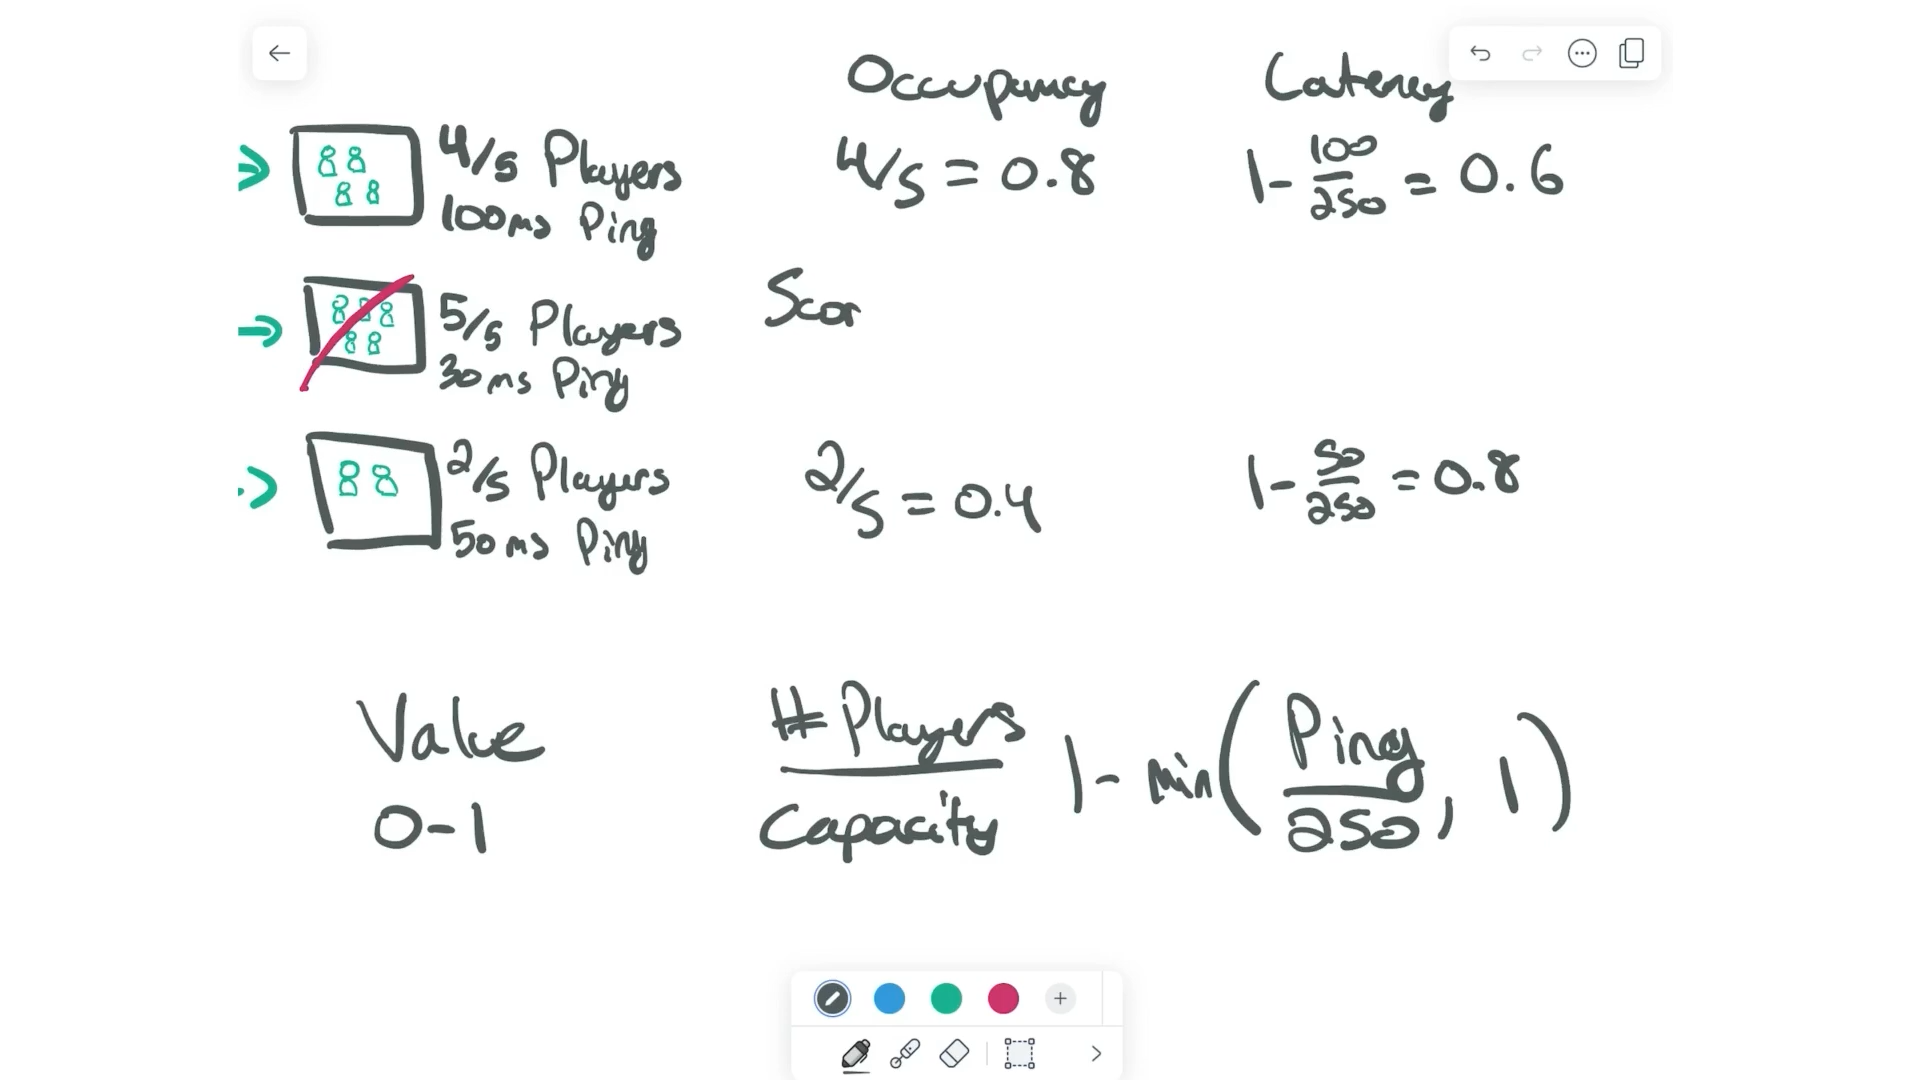 Occupancy
Latency
4/5 Players
100ms Ping
4/5 = 0.8
1 - 100/250 = 0.6
5/5 Players
30ms Ping
Scor
2/5 Players
50ms Ping
2/5 = 0.4
1 - 50/250 = 0.8
Value
0-1
# Players
Capacity
1 - min(Ping/250, 1)